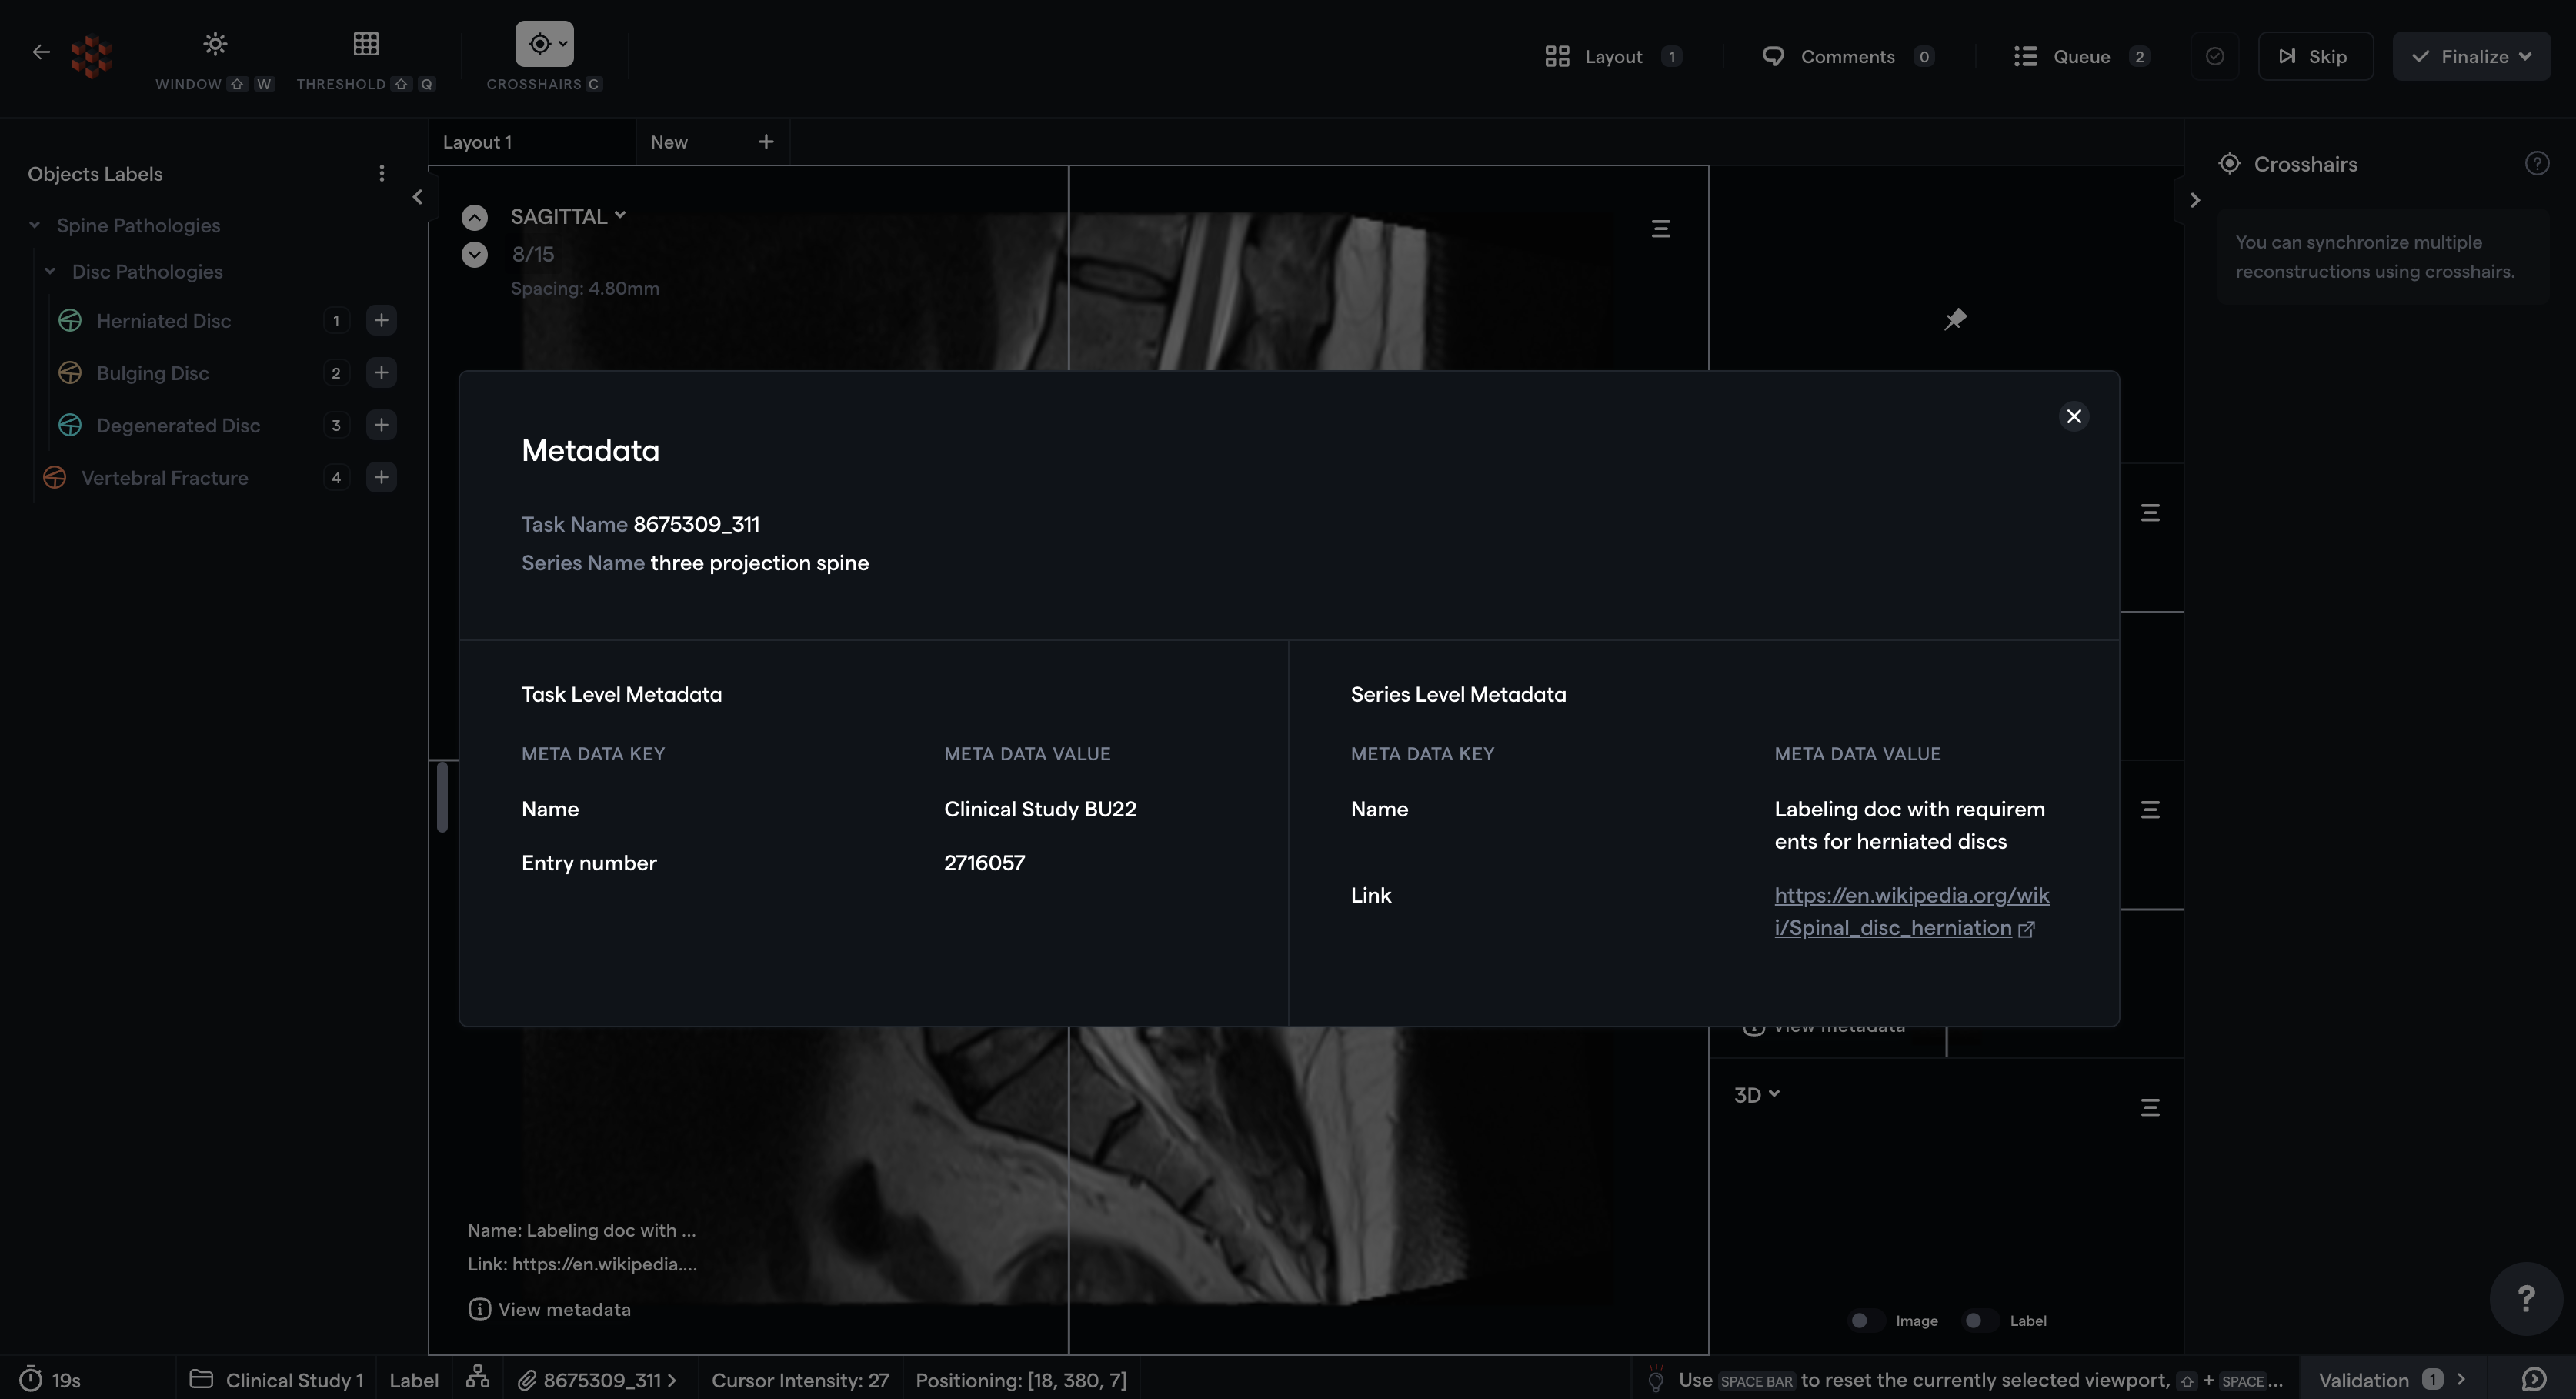 WINDOW W
THRESHOLD Q
CROSSHAIRS C
Layout 1
Comments 0
Queue 2
Skip
Finalize
Objects Labels
Spine Pathologies
Disc Pathologies
Herniated Disc 1
Bulging Disc 2
Degenerated Disc 3
Vertebral Fracture 4
Layout 1
New
SAGITTAL
8/15
Spacing: 4.80mm
Crosshairs
You can synchronize multiple
reconstructions using crosshairs.
Metadata
Task Name 8675309_311
Series Name three projection spine
Task Level Metadata
META DATA KEY META DATA VALUE
Name Clinical Study BU22
Entry number 2716057
Series Level Metadata
META DATA KEY META DATA VALUE
Name Labeling doc with requirem
ents for herniated discs
Link https://en.wikipedia.org/wik
i/Spinal_disc_herniation
View metadata
3D
Name: Labeling doc with ...
Link: https://en.wikipedia....
View metadata
Image Label
?
19s
Clinical Study 1
Label
8675309_311
Cursor Intensity: 27
Positioning: [18, 380, 7]
Use SPACE BAR to reset the currently selected viewport, + SPACE...
Validation 1